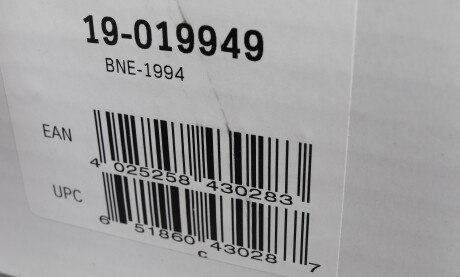 19-019949
BNE-1994
EAN
4 025258 430283
UPC
6 51860 43028 7
c